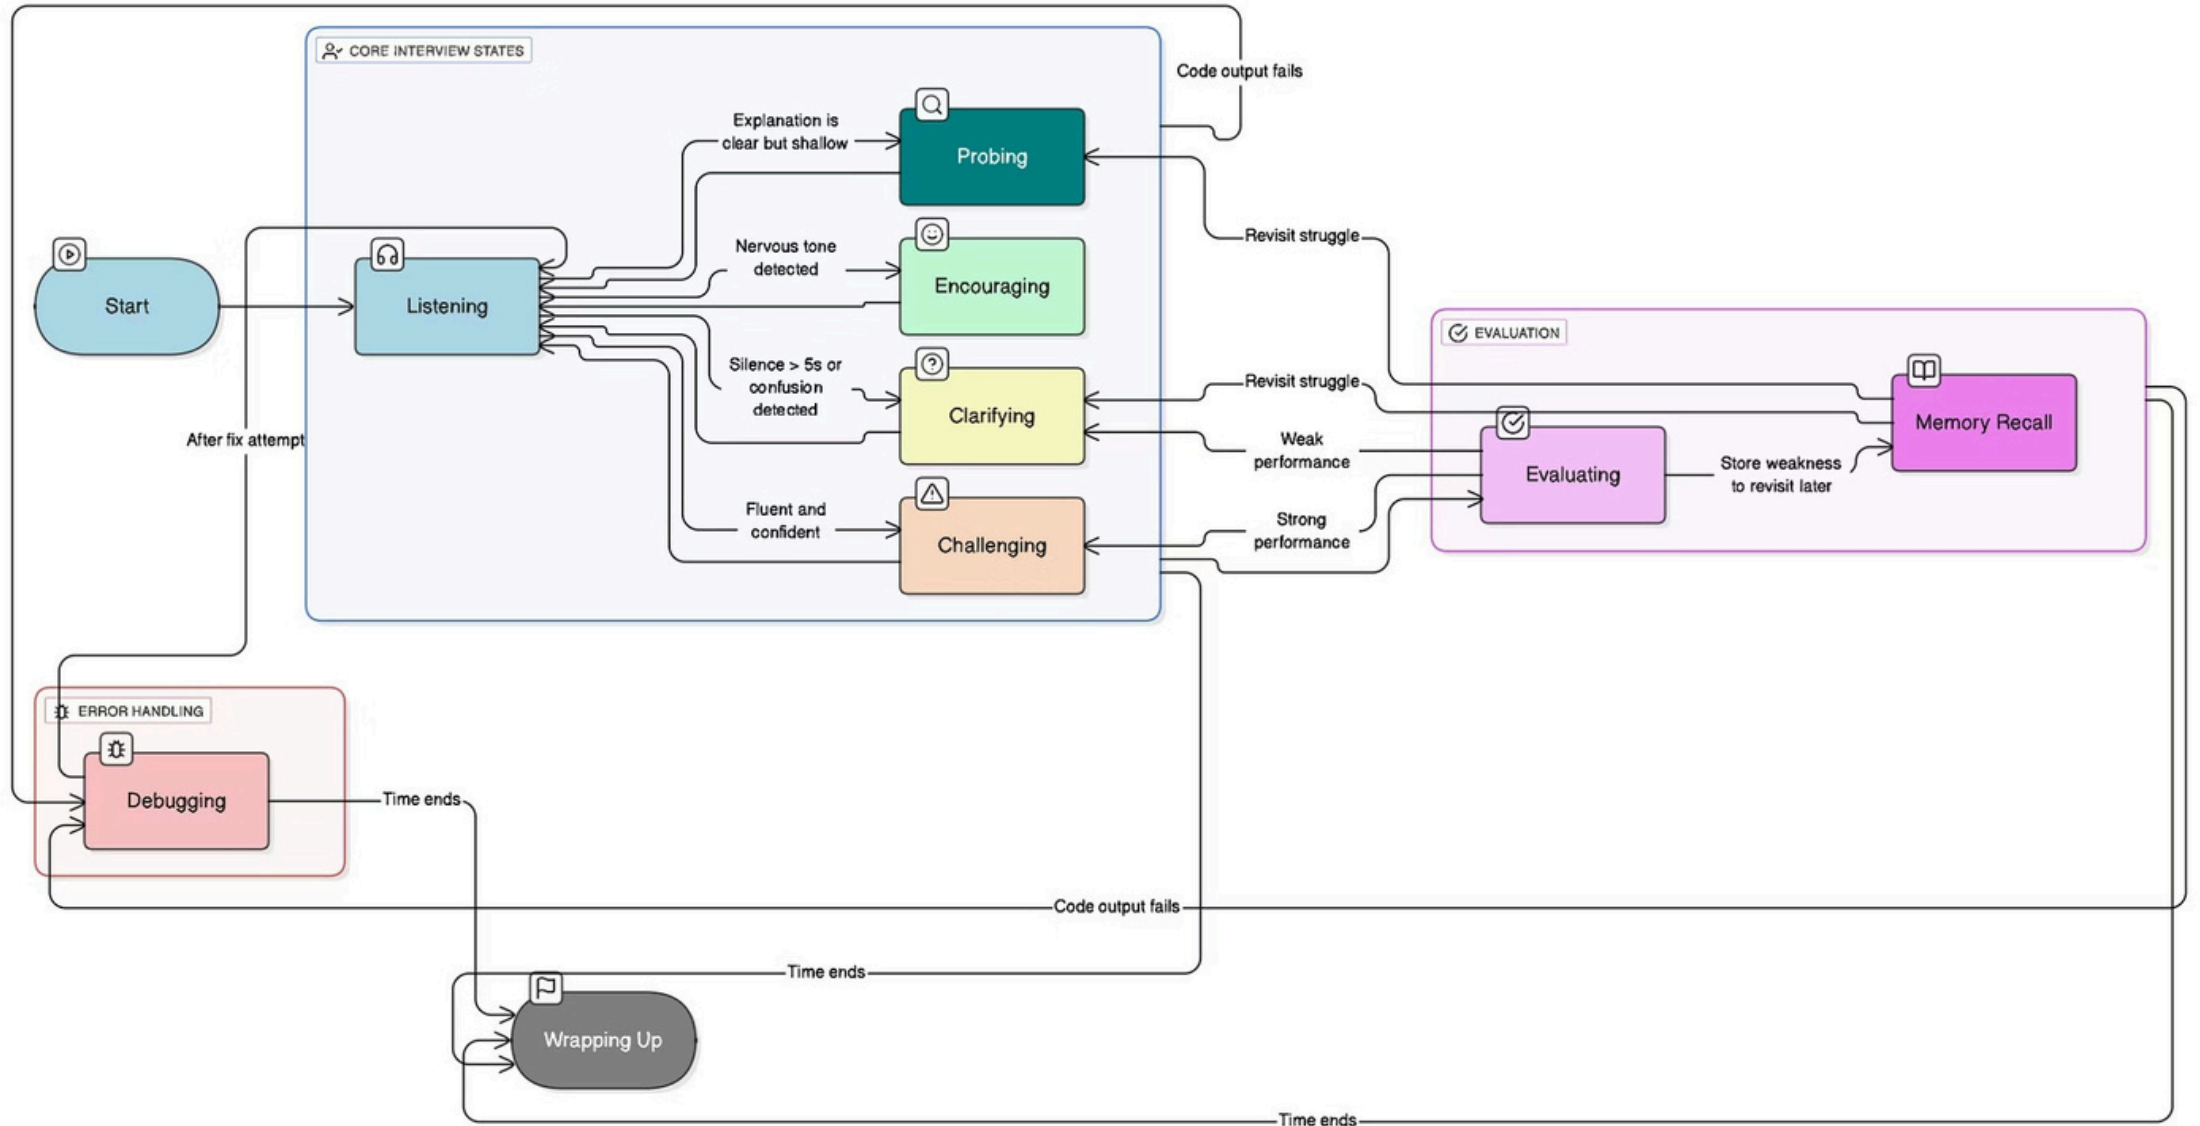 CORE INTERVIEW STATES
Code output fails
Explanation is
clear but shallow
Probing
Revisit struggle
Nervous tone
detected
Encouraging
Start
Listening
EVALUATION
Silence > 5s or
confusion
detected
Clarifying
Revisit struggle
Memory Recall
After fix attempt
Weak
performance
Evaluating
Store weakness
to revisit later
Fluent and
confident
Challenging
Strong
performance
ERROR HANDLING
Debugging
Time ends
Code output fails
Time ends
Wrapping Up
Time ends